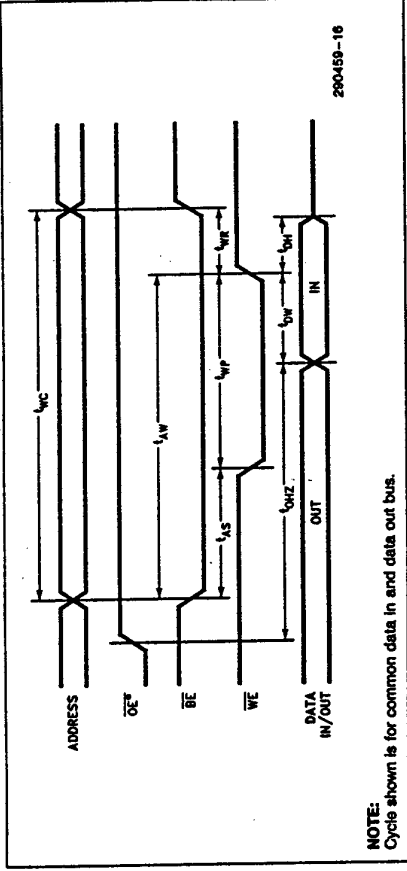 ADDRESS
OE*
BE
WE
DATA
IN/OUT
tWC
tAW
tAS
tWP
tWR
tOHZ
tDW
tDH
OUT
IN
290459–16
NOTE:
Cycle shown is for common data in and data out bus.